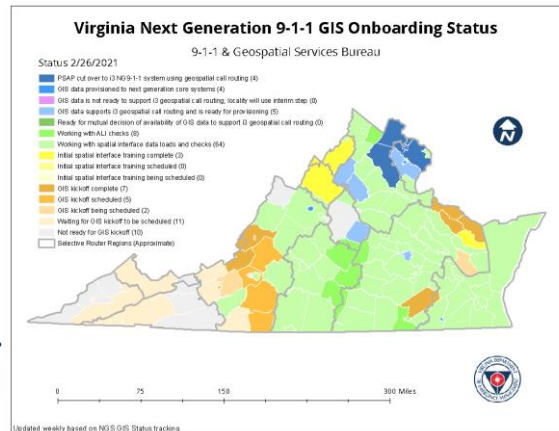 Virginia Next Generation 9-1-1 GIS Onboarding Status
9-1-1 & Geospatial Services Bureau
Status 2/26/2021
PSAP cut over to i3 NG9-1-1 system using geospatial call routing (4)
GIS data provisioned to next generation core systems (4)
GIS data is not ready to support i3 geospatial call routing; locality will use interim step (0)
GIS data supports i3 geospatial call routing and is ready for provisioning (5)
Ready for mutual decision of availability of GIS data to support i3 geospatial call routing (0)
Working with ALI checks (8)
Working with spatial interface data loads and checks (64)
Initial spatial interface training complete (3)
Initial spatial interface training scheduled (0)
Initial spatial interface training being scheduled (0)
GIS kickoff complete (7)
GIS kickoff scheduled (5)
GIS kickoff being scheduled (2)
Waiting for GIS kickoff to be scheduled (11)
Not ready for GIS kickoff (10)
Selective Router Regions (Approximate)
N
0 75 150 300 Miles
Updated weekly based on NGS GIS Status tracking.